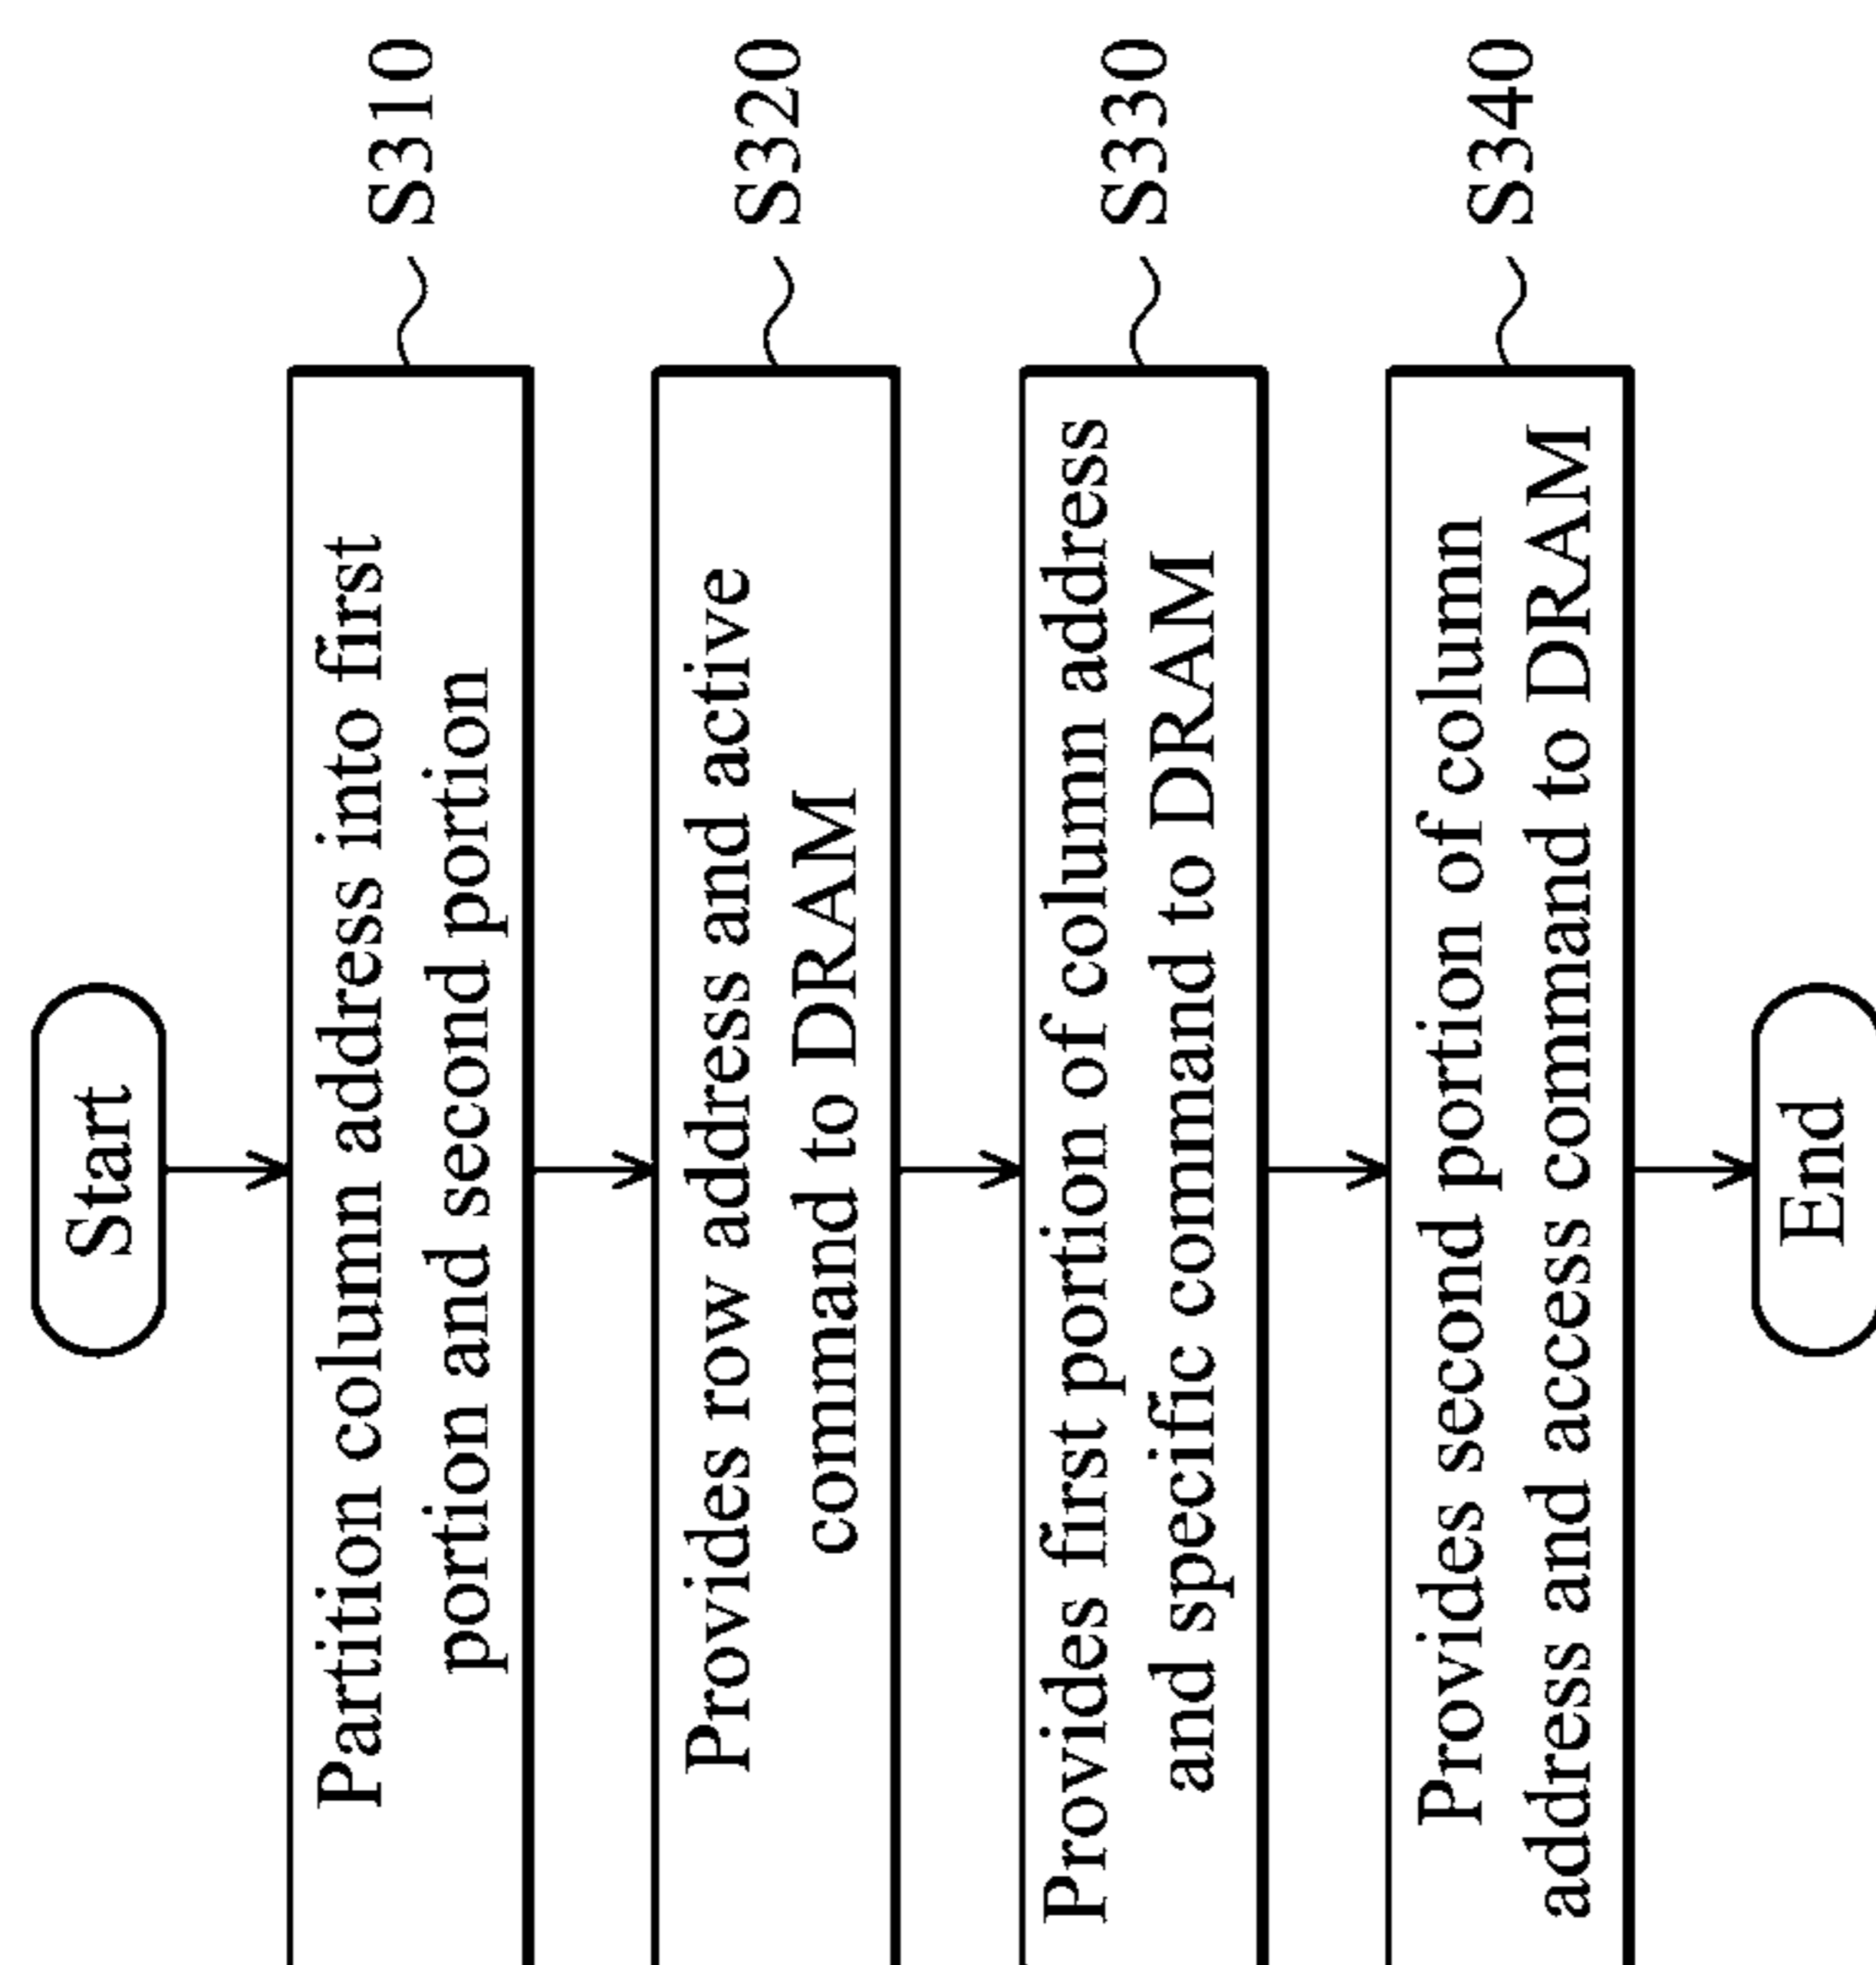 Start
Partition column address into first
portion and second portion
S310
Provides row address and active
command to DRAM
S320
Provides first portion of column address
and specific command to DRAM
S330
Provides second portion of column
address and access command to DRAM
S340
End